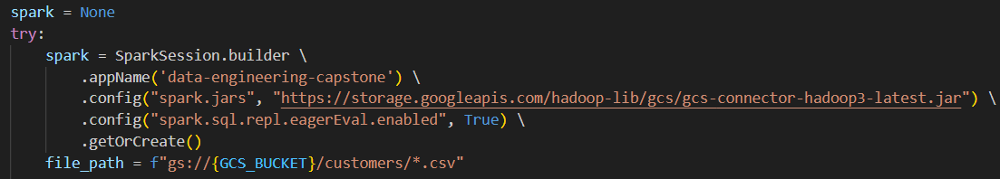 spark = None
try:
    spark = SparkSession.builder \
        .appName('data-engineering-capstone') \
        .config("spark.jars", "https://storage.googleapis.com/hadoop-lib/gcs/gcs-connector-hadoop3-latest.jar") \
        .config("spark.sql.repl.eagerEval.enabled", True) \
        .getOrCreate()
    file_path = f"gs://{GCS_BUCKET}/customers/*.csv"